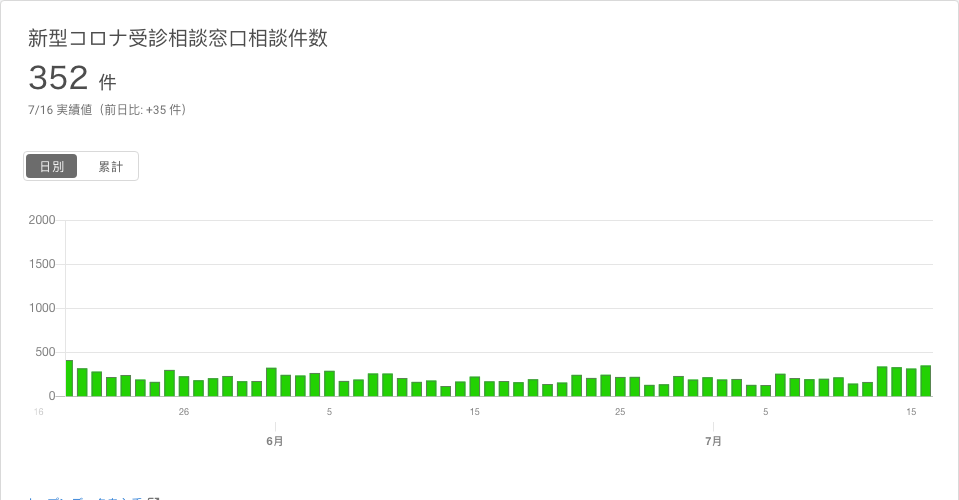 新型コロナ受診相談窓口相談件数
352 件
7/16 実績値（前日比: +35 件）
日別 累計
2000
1500
1000
500
0
16 26 5 15 25 5 15
6月 7月